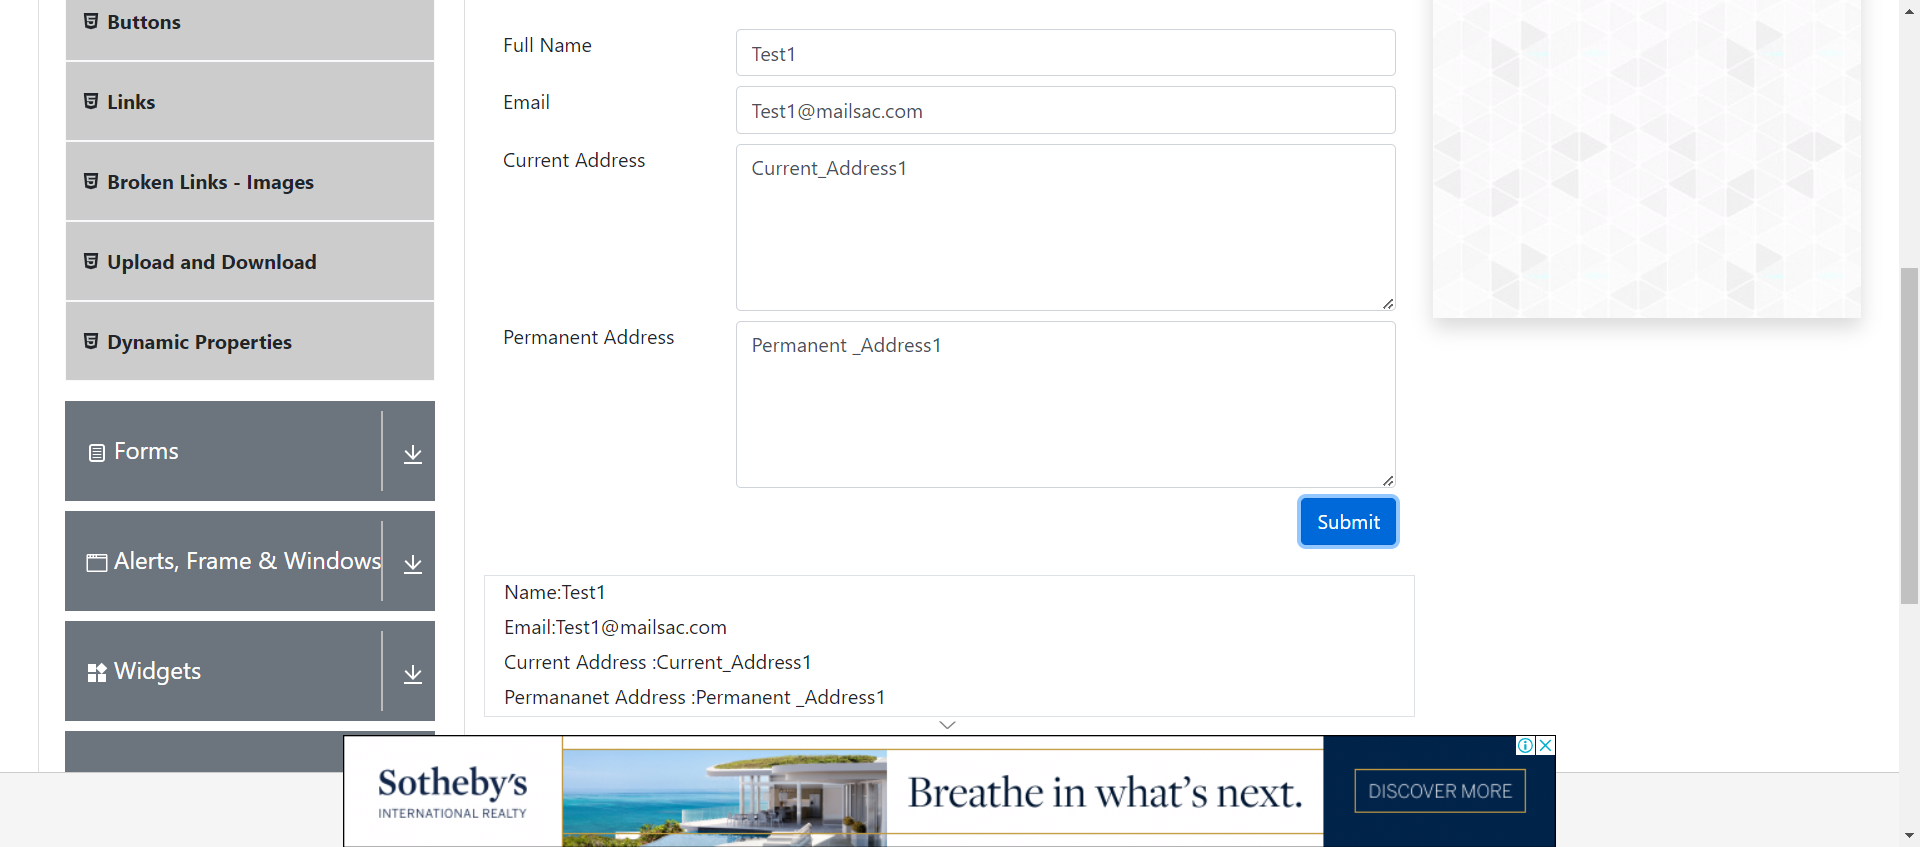 Buttons
Links
Broken Links - Images
Upload and Download
Dynamic Properties
Forms
Alerts, Frame & Windows
Widgets
Full Name
Test1
Email
Test1@mailsac.com
Current Address
Current_Address1
Permanent Address
Permanent _Address1
Submit
Name:Test1
Email:Test1@mailsac.com
Current Address :Current_Address1
Permananet Address :Permanent _Address1
Sotheby's
INTERNATIONAL REALTY
Breathe in what's next.
DISCOVER MORE